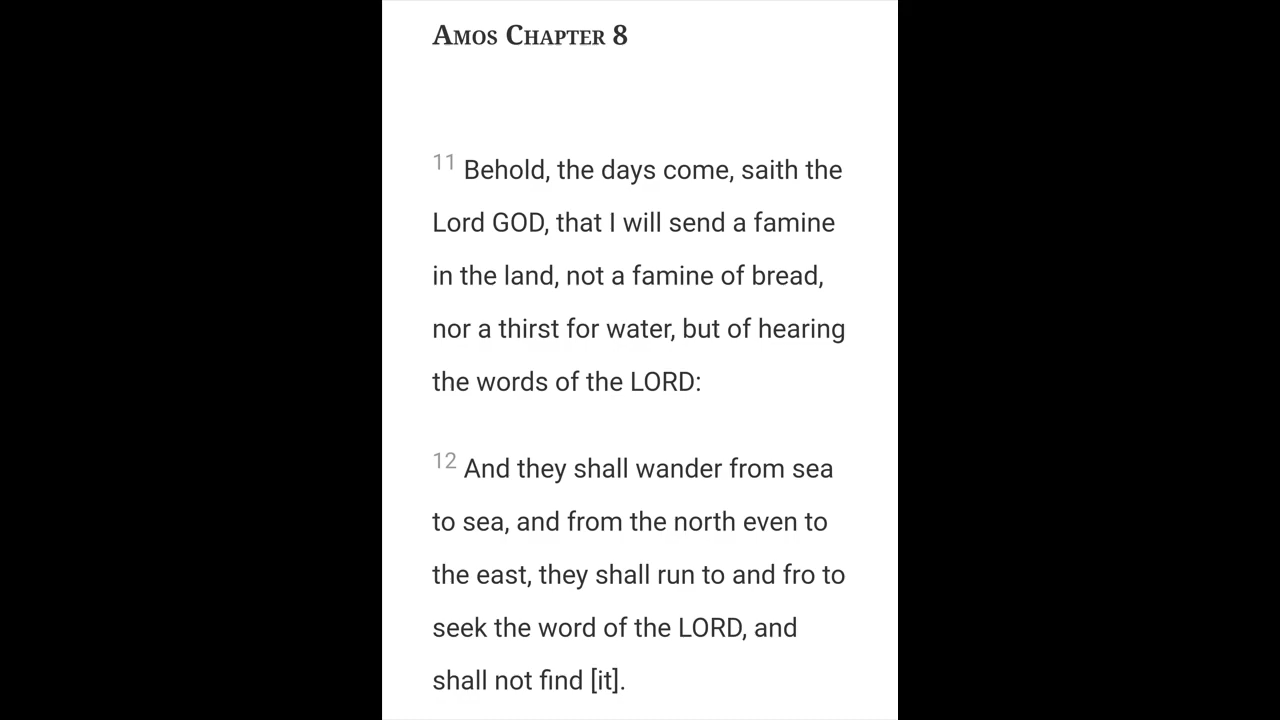 Amos Chapter 8
11 Behold, the days come, saith the
Lord GOD, that I will send a famine
in the land, not a famine of bread,
nor a thirst for water, but of hearing
the words of the LORD:
12 And they shall wander from sea
to sea, and from the north even to
the east, they shall run to and fro to
seek the word of the LORD, and
shall not find [it].